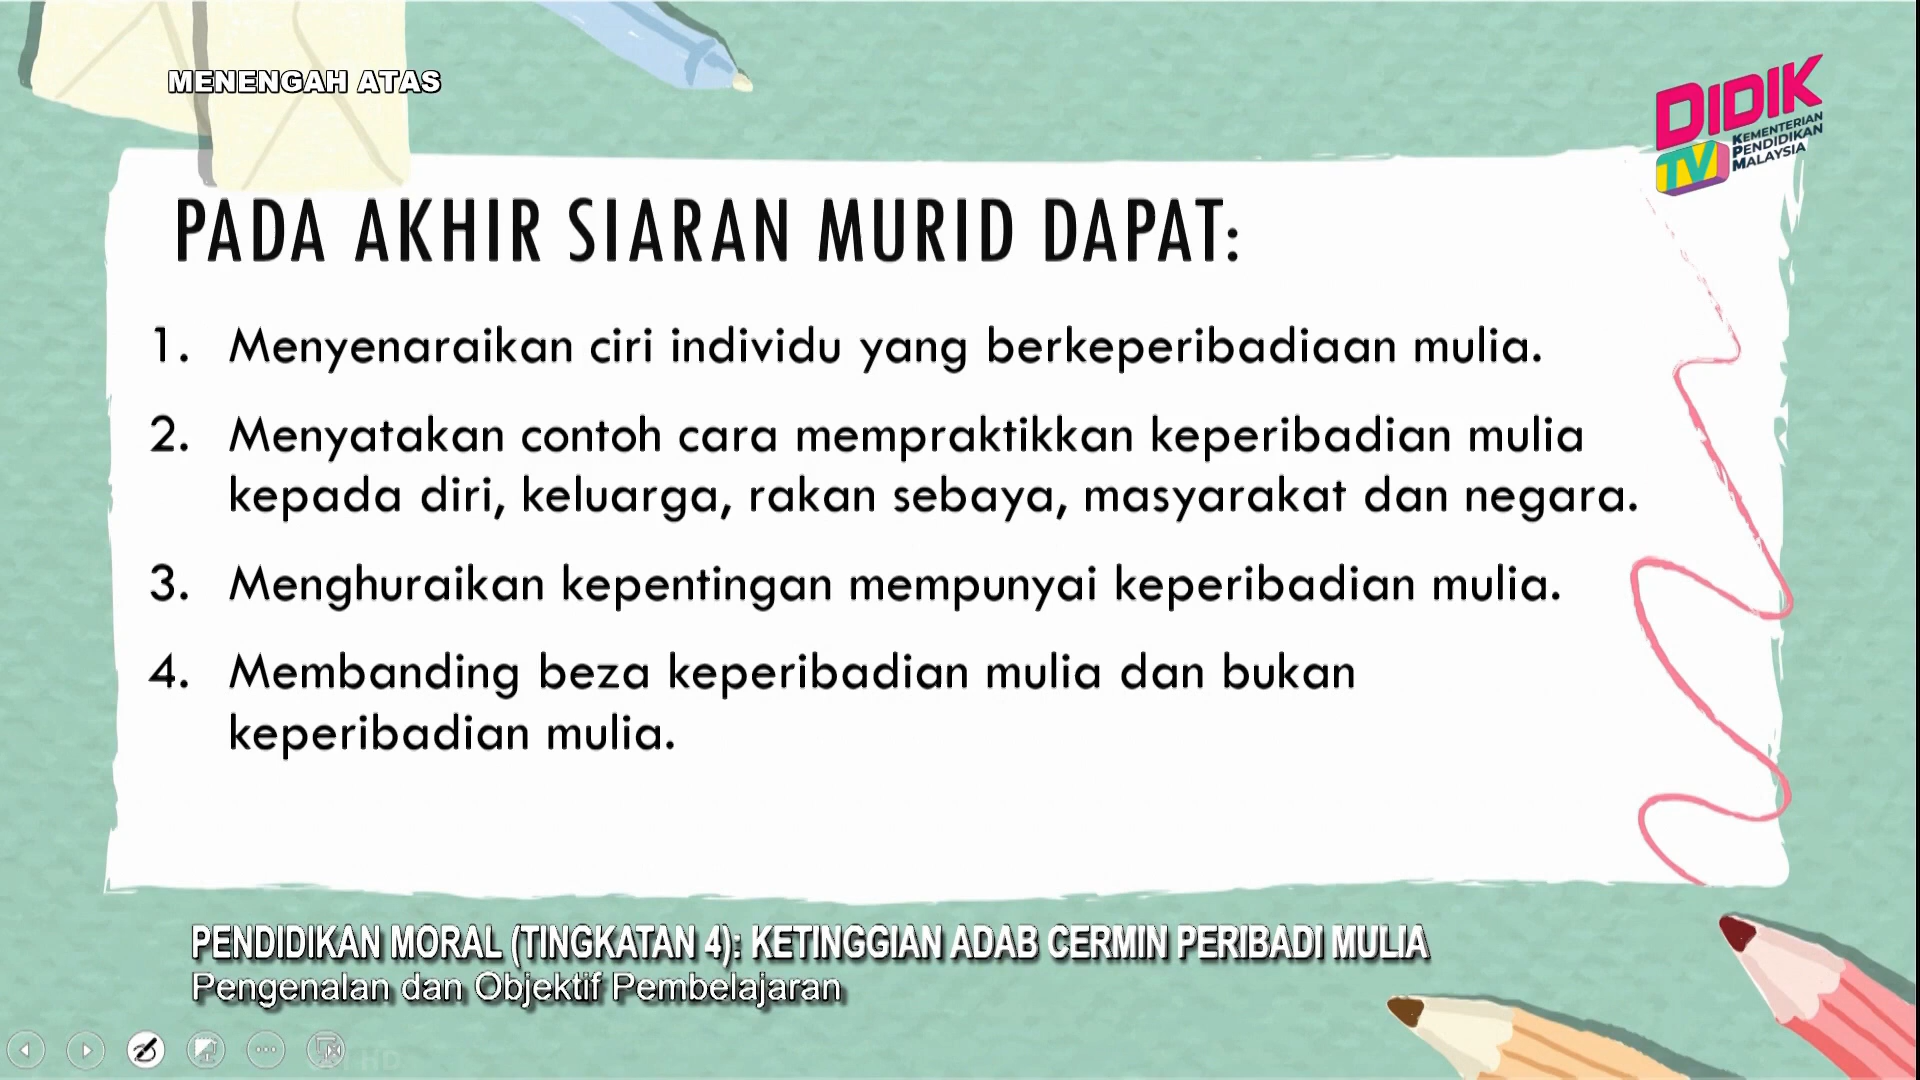 MENENGAH ATAS
DIDIK
TV
KEMENTERIAN
PENDIDIKAN
MALAYSIA
PADA AKHIR SIARAN MURID DAPAT:
1. Menyenaraikan ciri individu yang berkeperibadiaan mulia.
2. Menyatakan contoh cara mempraktikkan keperibadian mulia
kepada diri, keluarga, rakan sebaya, masyarakat dan negara.
3. Menghuraikan kepentingan mempunyai keperibadian mulia.
4. Membanding beza keperibadian mulia dan bukan
keperibadian mulia.
PENDIDIKAN MORAL (TINGKATAN 4): KETINGGIAN ADAB CERMIN PERIBADI MULIA
Pengenalan dan Objektif Pembelajaran